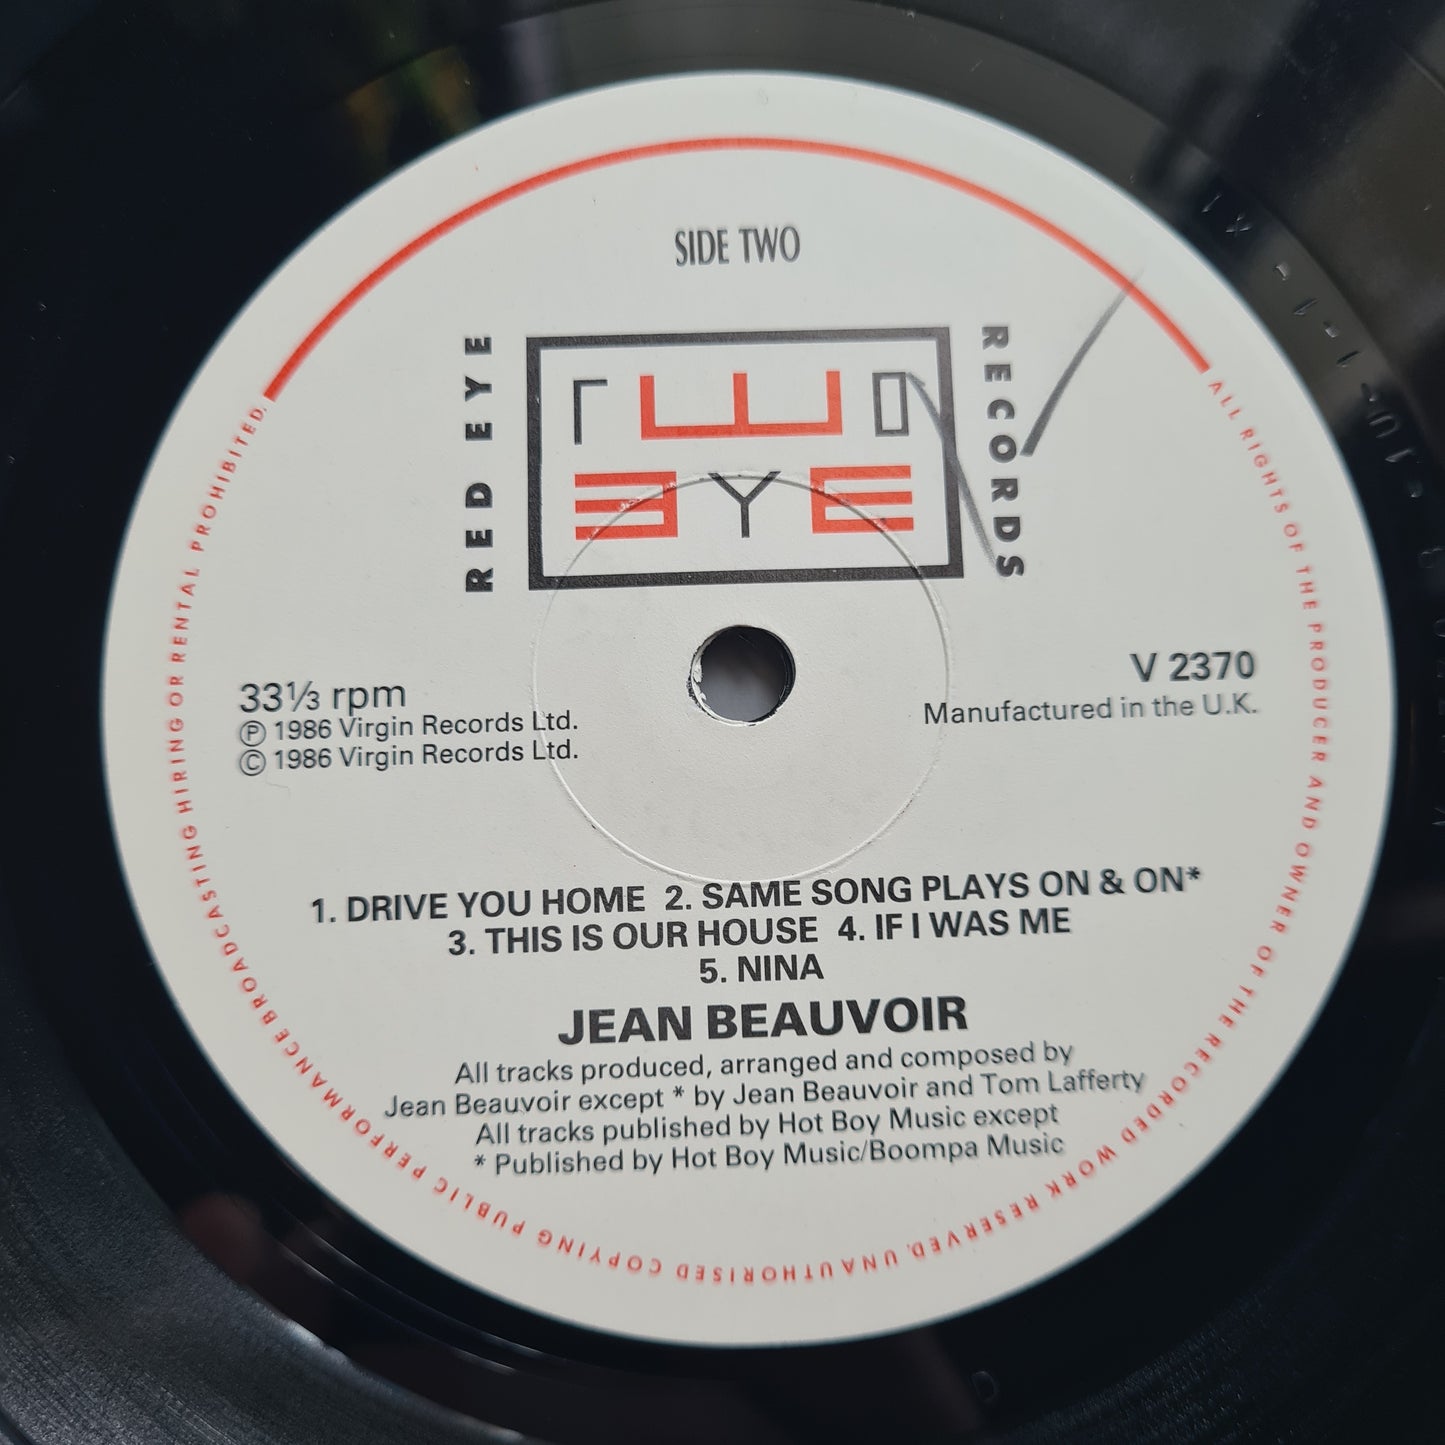 SIDE TWO
RED EYE
RECORDS
RED
EYE
33⅓ rpm
Ⓟ 1986 Virgin Records Ltd.
© 1986 Virgin Records Ltd.
V 2370
Manufactured in the U.K.
1. DRIVE YOU HOME 2. SAME SONG PLAYS ON & ON*
3. THIS IS OUR HOUSE 4. IF I WAS ME
5. NINA
JEAN BEAUVOIR
All tracks produced, arranged and composed by
Jean Beauvoir except * by Jean Beauvoir and Tom Lafferty
All tracks published by Hot Boy Music except
* Published by Hot Boy Music/Boompa Music
ALL RIGHTS OF THE PRODUCER AND OWNER OF THE RECORDED WORK RESERVED. UNAUTHORISED COPYING PUBLIC PERFORMANCE BROADCASTING HIRING OR RENTAL PROHIBITED.